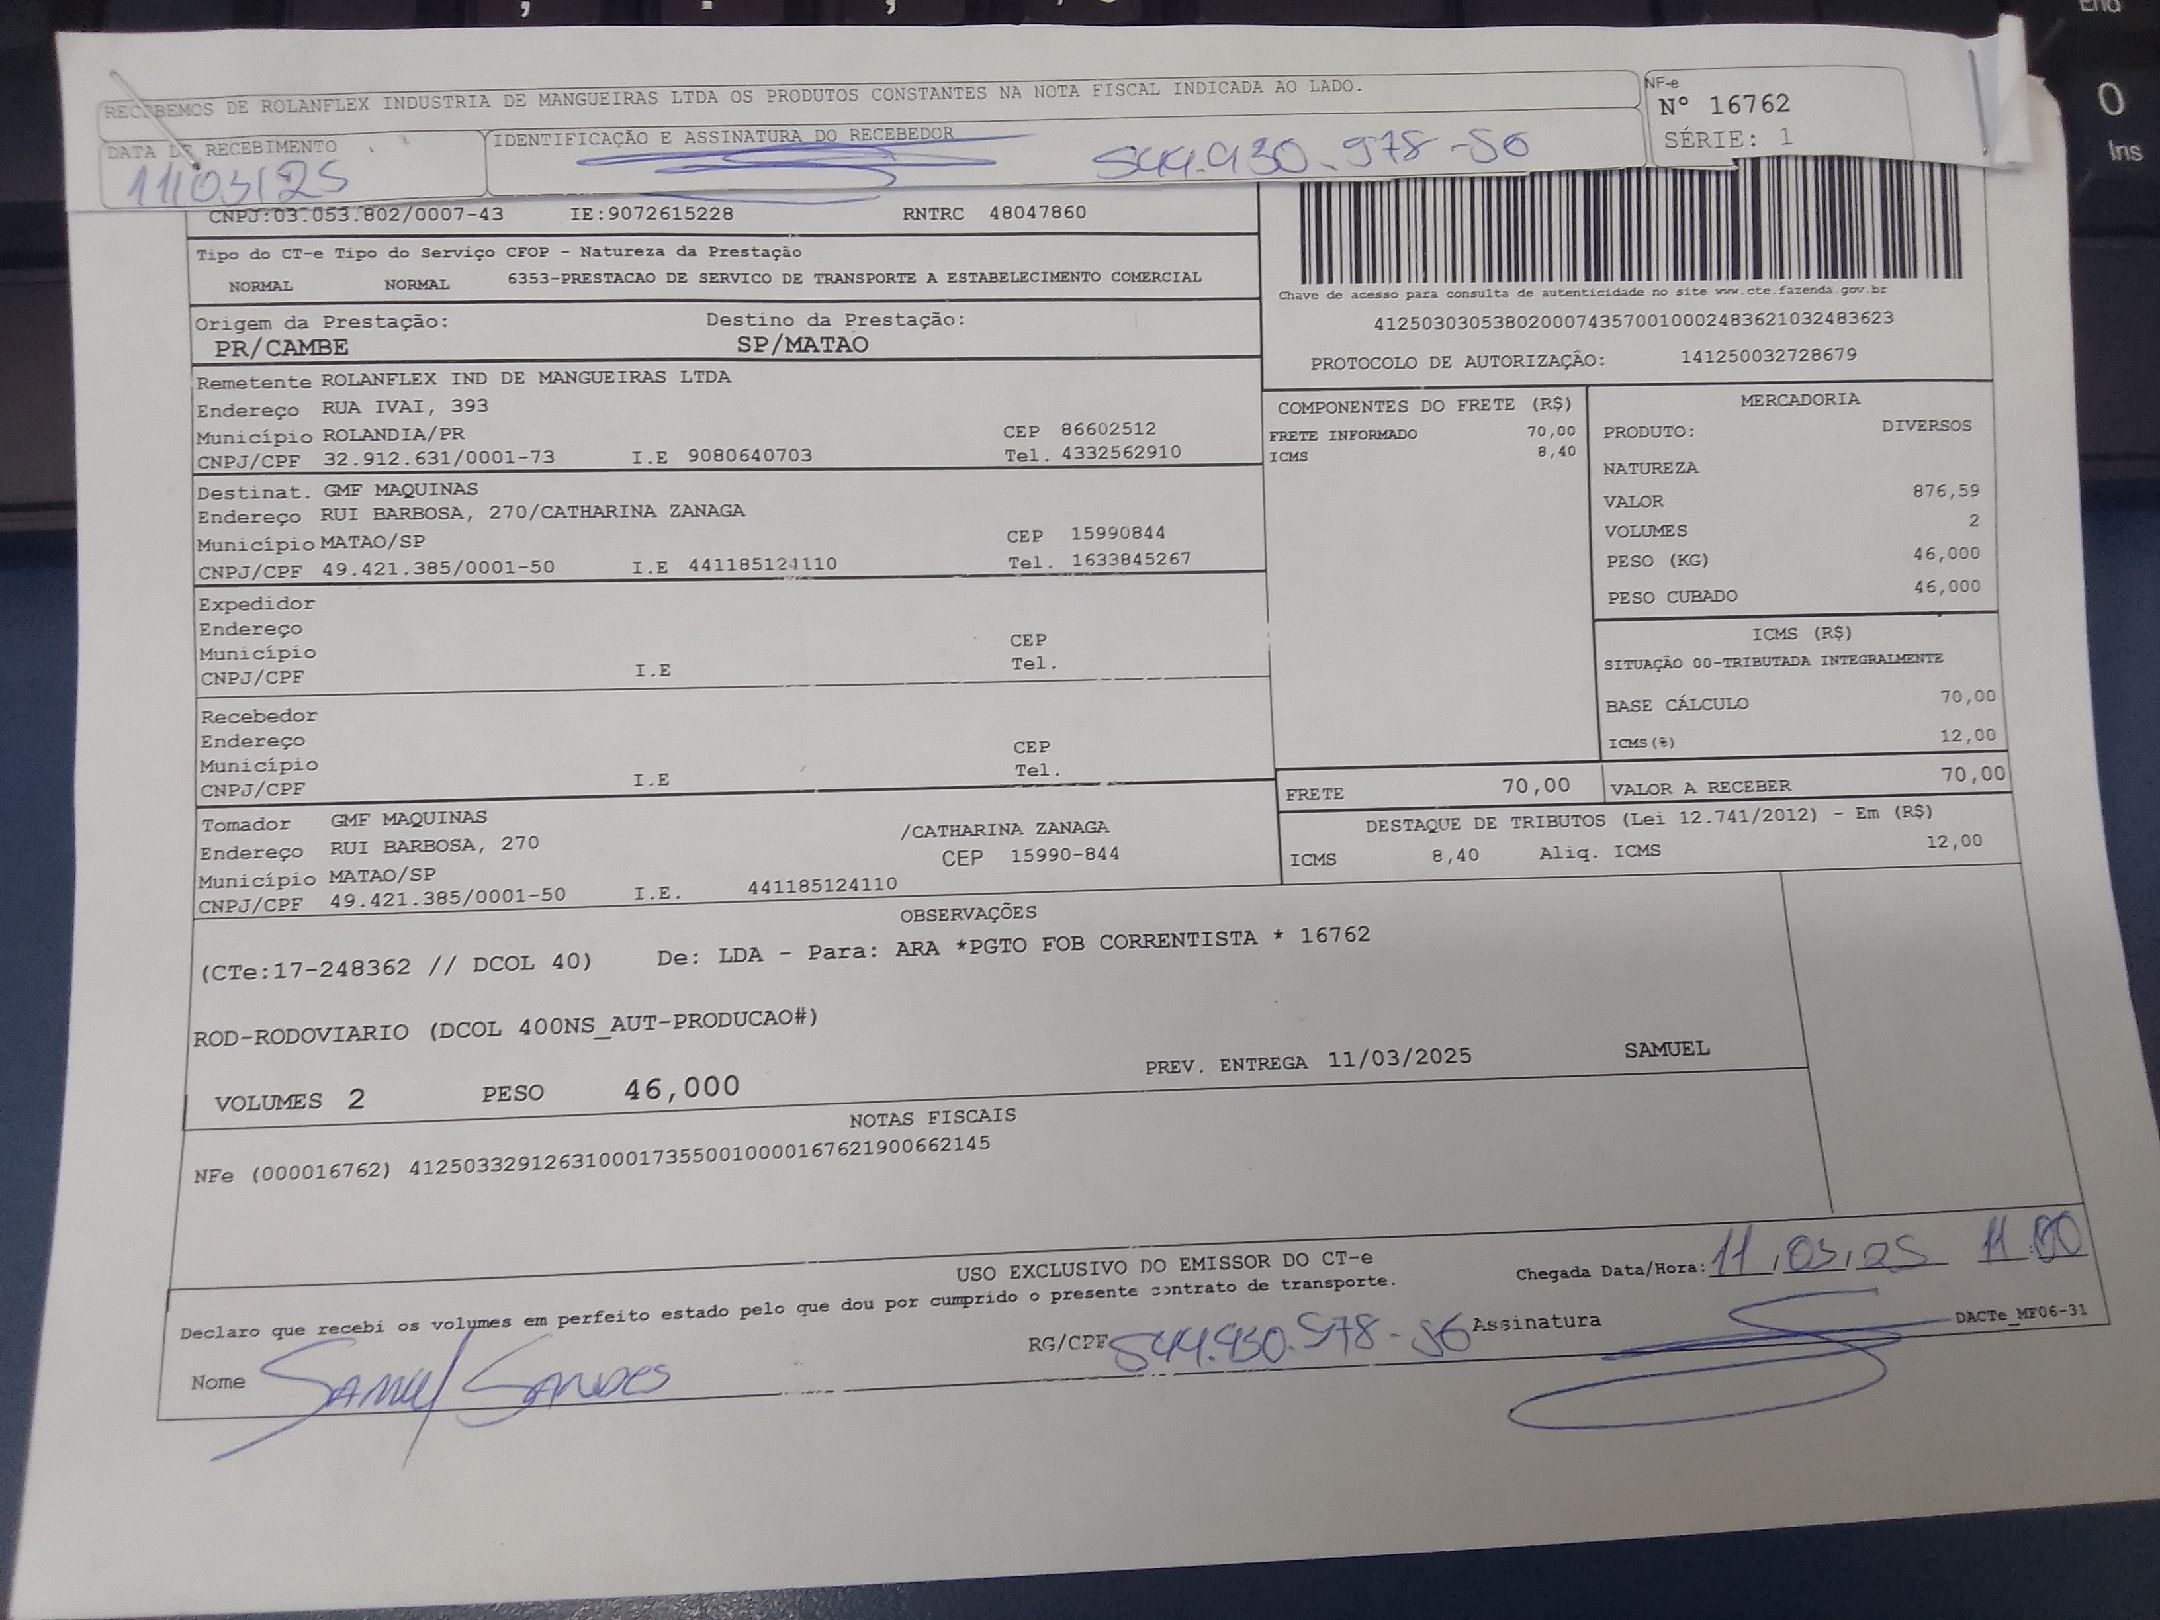 RECEBEMOS DE ROLANFLEX INDUSTRIA DE MANGUEIRAS LTDA OS PRODUTOS CONSTANTES NA NOTA FISCAL INDICADA AO LADO.
NF-e
Nº 16762
SÉRIE: 1
DATA DE RECEBIMENTO
11/03/25
IDENTIFICAÇÃO E ASSINATURA DO RECEBEDOR
544.930.578-56
CNPJ:03.053.802/0007-43 IE:9072615228 RNTRC 48047860
Tipo do CT-e Tipo do Serviço CFOP - Natureza da Prestação
NORMAL NORMAL 6353-PRESTACAO DE SERVICO DE TRANSPORTE A ESTABELECIMENTO COMERCIAL
Chave de acesso para consulta de autenticidade no site www.cte.fazenda.gov.br
41250303053802000743570010002483621032483623
PROTOCOLO DE AUTORIZAÇÃO: 141250032728679
Origem da Prestação: Destino da Prestação:
PR/CAMBE SP/MATAO
Remetente ROLANFLEX IND DE MANGUEIRAS LTDA
Endereço RUA IVAI, 393
Município ROLANDIA/PR CEP 86602512
CNPJ/CPF 32.912.631/0001-73 I.E 9080640703 Tel. 4332562910
Destinat. GMF MAQUINAS
Endereço RUI BARBOSA, 270/CATHARINA ZANAGA
Município MATAO/SP CEP 15990844
CNPJ/CPF 49.421.385/0001-50 I.E 441185124110 Tel. 1633845267
Expedidor
Endereço
Município CEP
CNPJ/CPF I.E Tel.
Recebedor
Endereço
Município CEP
CNPJ/CPF I.E Tel.
Tomador GMF MAQUINAS
Endereço RUI BARBOSA, 270 /CATHARINA ZANAGA
Município MATAO/SP CEP 15990-844
CNPJ/CPF 49.421.385/0001-50 I.E. 441185124110
COMPONENTES DO FRETE (R$)
FRETE INFORMADO 70,00
ICMS 8,40
MERCADORIA
PRODUTO: DIVERSOS
NATUREZA
VALOR 876,59
VOLUMES 2
PESO (KG) 46,000
PESO CUBADO 46,000
ICMS (R$)
SITUAÇÃO 00-TRIBUTADA INTEGRALMENTE
BASE CÁLCULO 70,00
ICMS(%) 12,00
FRETE 70,00 VALOR A RECEBER 70,00
DESTAQUE DE TRIBUTOS (Lei 12.741/2012) - Em (R$)
ICMS 8,40 Aliq. ICMS 12,00
OBSERVAÇÕES
(CTe:17-248362 // DCOL 40) De: LDA - Para: ARA *PGTO FOB CORRENTISTA * 16762
ROD-RODOVIARIO (DCOL 400NS_AUT-PRODUCAO#)
VOLUMES 2 PESO 46,000 PREV. ENTREGA 11/03/2025 SAMUEL
NOTAS FISCAIS
NFe (000016762) 41250332912631000173550010000167621900662145
USO EXCLUSIVO DO EMISSOR DO CT-e
Chegada Data/Hora: 11,03,25 11.00
Declaro que recebi os volumes em perfeito estado pelo que dou por cumprido o presente contrato de transporte.
Nome Samuel Sandes RG/CPF 544.930.578-56 Assinatura
DACTe_MF06-31
O
Ins
End